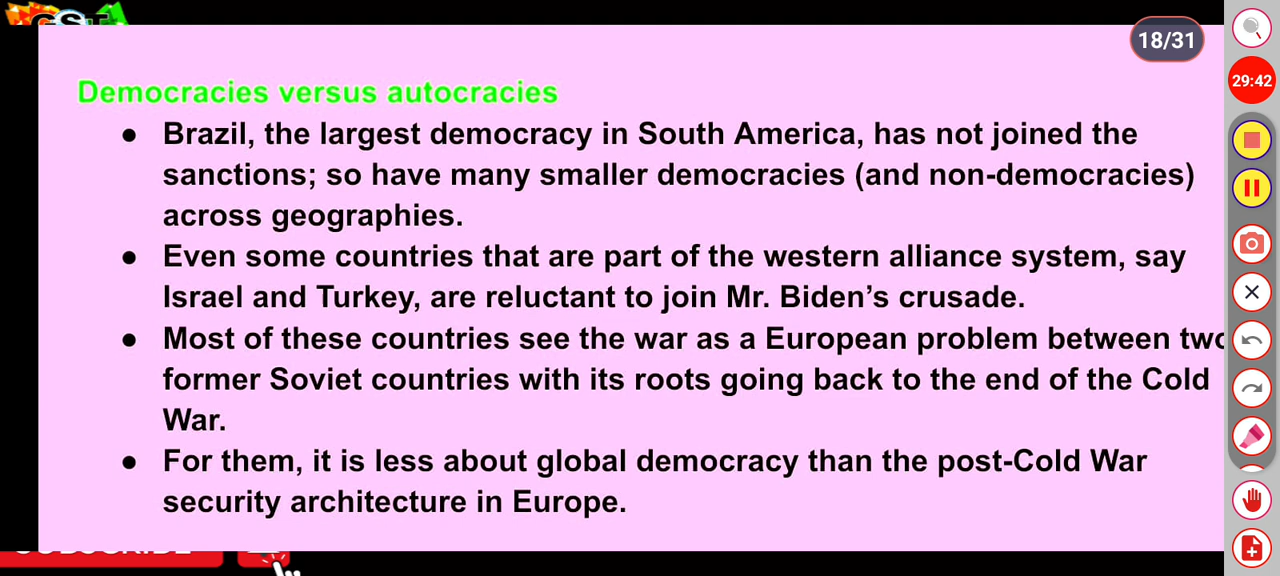 GST
18/31
29:42
Democracies versus autocracies
● Brazil, the largest democracy in South America, has not joined the
sanctions; so have many smaller democracies (and non-democracies)
across geographies.
● Even some countries that are part of the western alliance system, say
Israel and Turkey, are reluctant to join Mr. Biden's crusade.
● Most of these countries see the war as a European problem between two
former Soviet countries with its roots going back to the end of the Cold
War.
● For them, it is less about global democracy than the post-Cold War
security architecture in Europe.
SUBSCRIBE